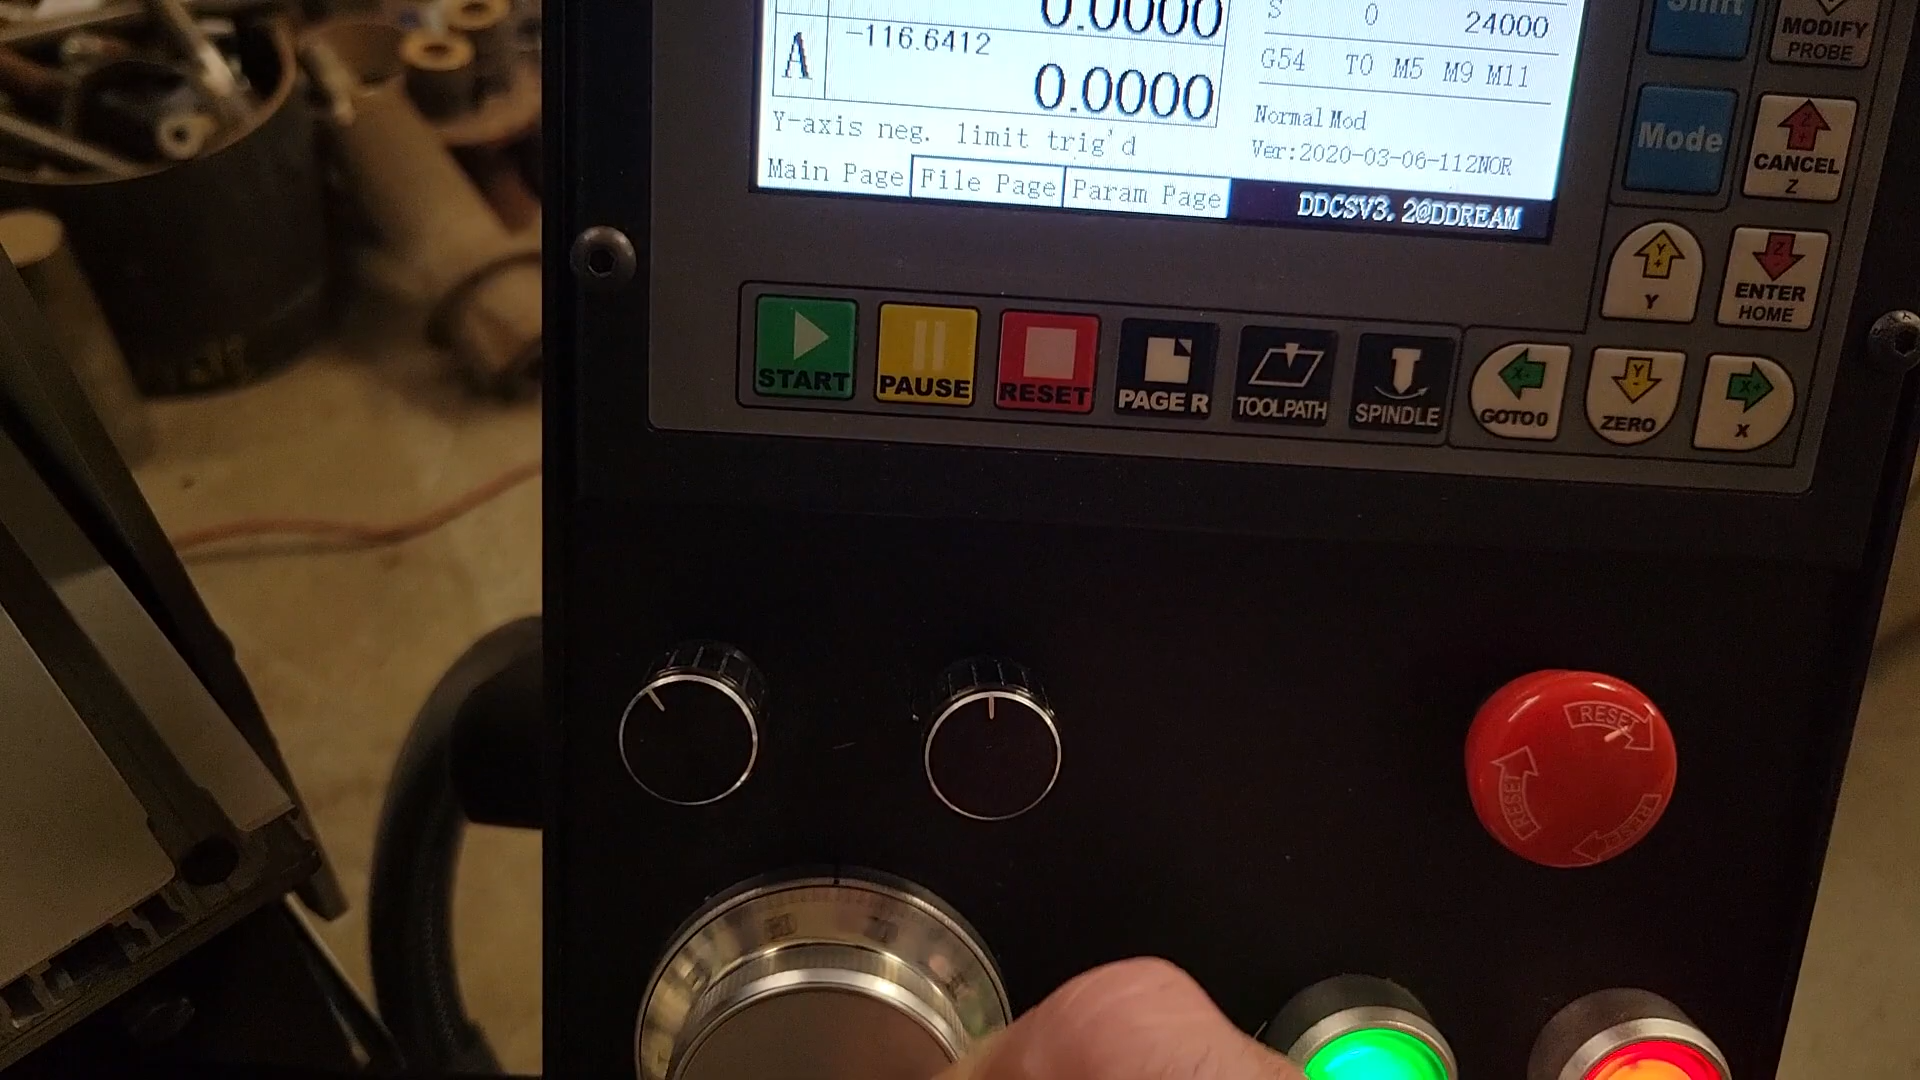 0.0000
S 0 24000
A -116.6412
0.0000
G54 T0 M5 M9 M11
Normal Mod
Y-axis neg. limit trig'd
Ver:2020-03-06-112NOR
Main Page File Page Param Page
DDCSV3.2@DDREAM
Shift
MODIFY
PROBE
Mode
Z+
CANCEL
Z
Y+
Y
Z-
ENTER
HOME
START
PAUSE
RESET
PAGE R
TOOLPATH
SPINDLE
X-
GOTO0
Y-
ZERO
X+
X
RESET
RESET
RESET